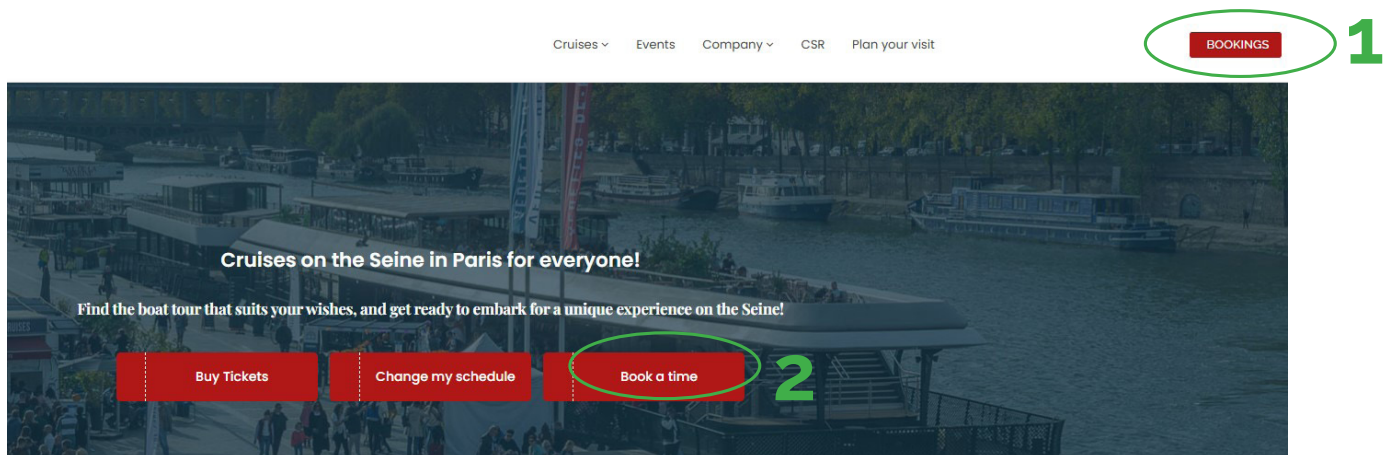 Cruises Events Company CSR Plan your visit BOOKINGS 1
Cruises on the Seine in Paris for everyone!
Find the boat tour that suits your wishes, and get ready to embark for a unique experience on the Seine!
Buy Tickets Change my schedule Book a time 2